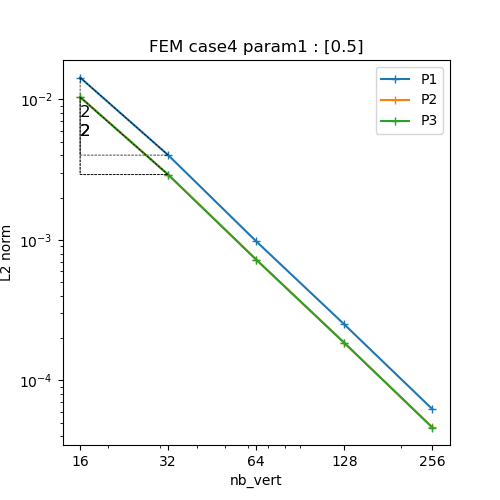 FEM case4 param1 : [0.5]
P1
P2
P3
10⁻²
2
2
10⁻³
10⁻⁴
L2 norm
16 32 64 128 256
nb_vert